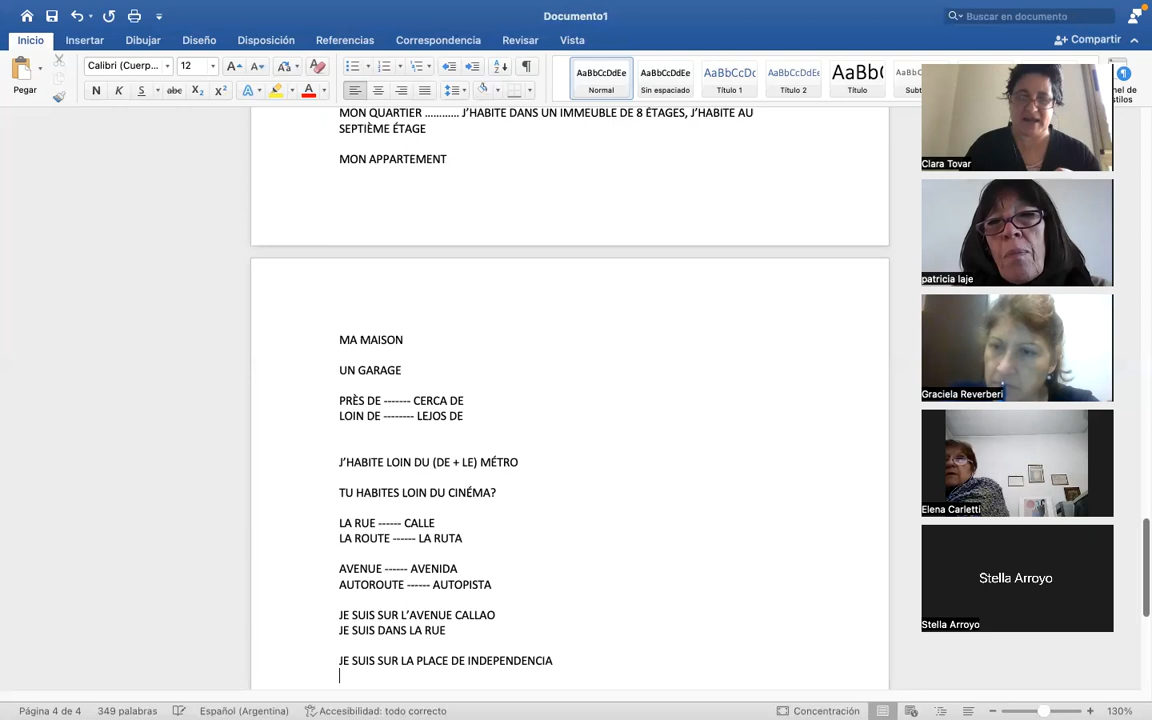 Documento1
Buscar en documento
Inicio
Insertar
Dibujar
Diseño
Disposición
Referencias
Correspondencia
Revisar
Vista
Compartir
Pegar
Calibri (Cuerp...
12
AaBbCcDdEe
Normal
AaBbCcDdEe
Sin espaciado
AaBbCcDc
Título 1
AaBbCcDdEe
Título 2
AaBb(
Título
MON QUARTIER ........... J’HABITE DANS UN IMMEUBLE DE 8 ÉTAGES, J’HABITE AU
SEPTIÈME ÉTAGE
MON APPARTEMENT
MA MAISON
UN GARAGE
PRÈS DE ------- CERCA DE
LOIN DE -------- LEJOS DE
J’HABITE LOIN DU (DE + LE) MÉTRO
TU HABITES LOIN DU CINÉMA?
LA RUE ------ CALLE
LA ROUTE ------ LA RUTA
AVENUE ------ AVENIDA
AUTOROUTE ------ AUTOPISTA
JE SUIS SUR L’AVENUE CALLAO
JE SUIS DANS LA RUE
JE SUIS SUR LA PLACE DE INDEPENDENCIA
Clara Tovar
patricia laje
Graciela Reverberi
Elena Carletti
Stella Arroyo
Stella Arroyo
Página 4 de 4
349 palabras
Español (Argentina)
Accesibilidad: todo correcto
Concentración
130%